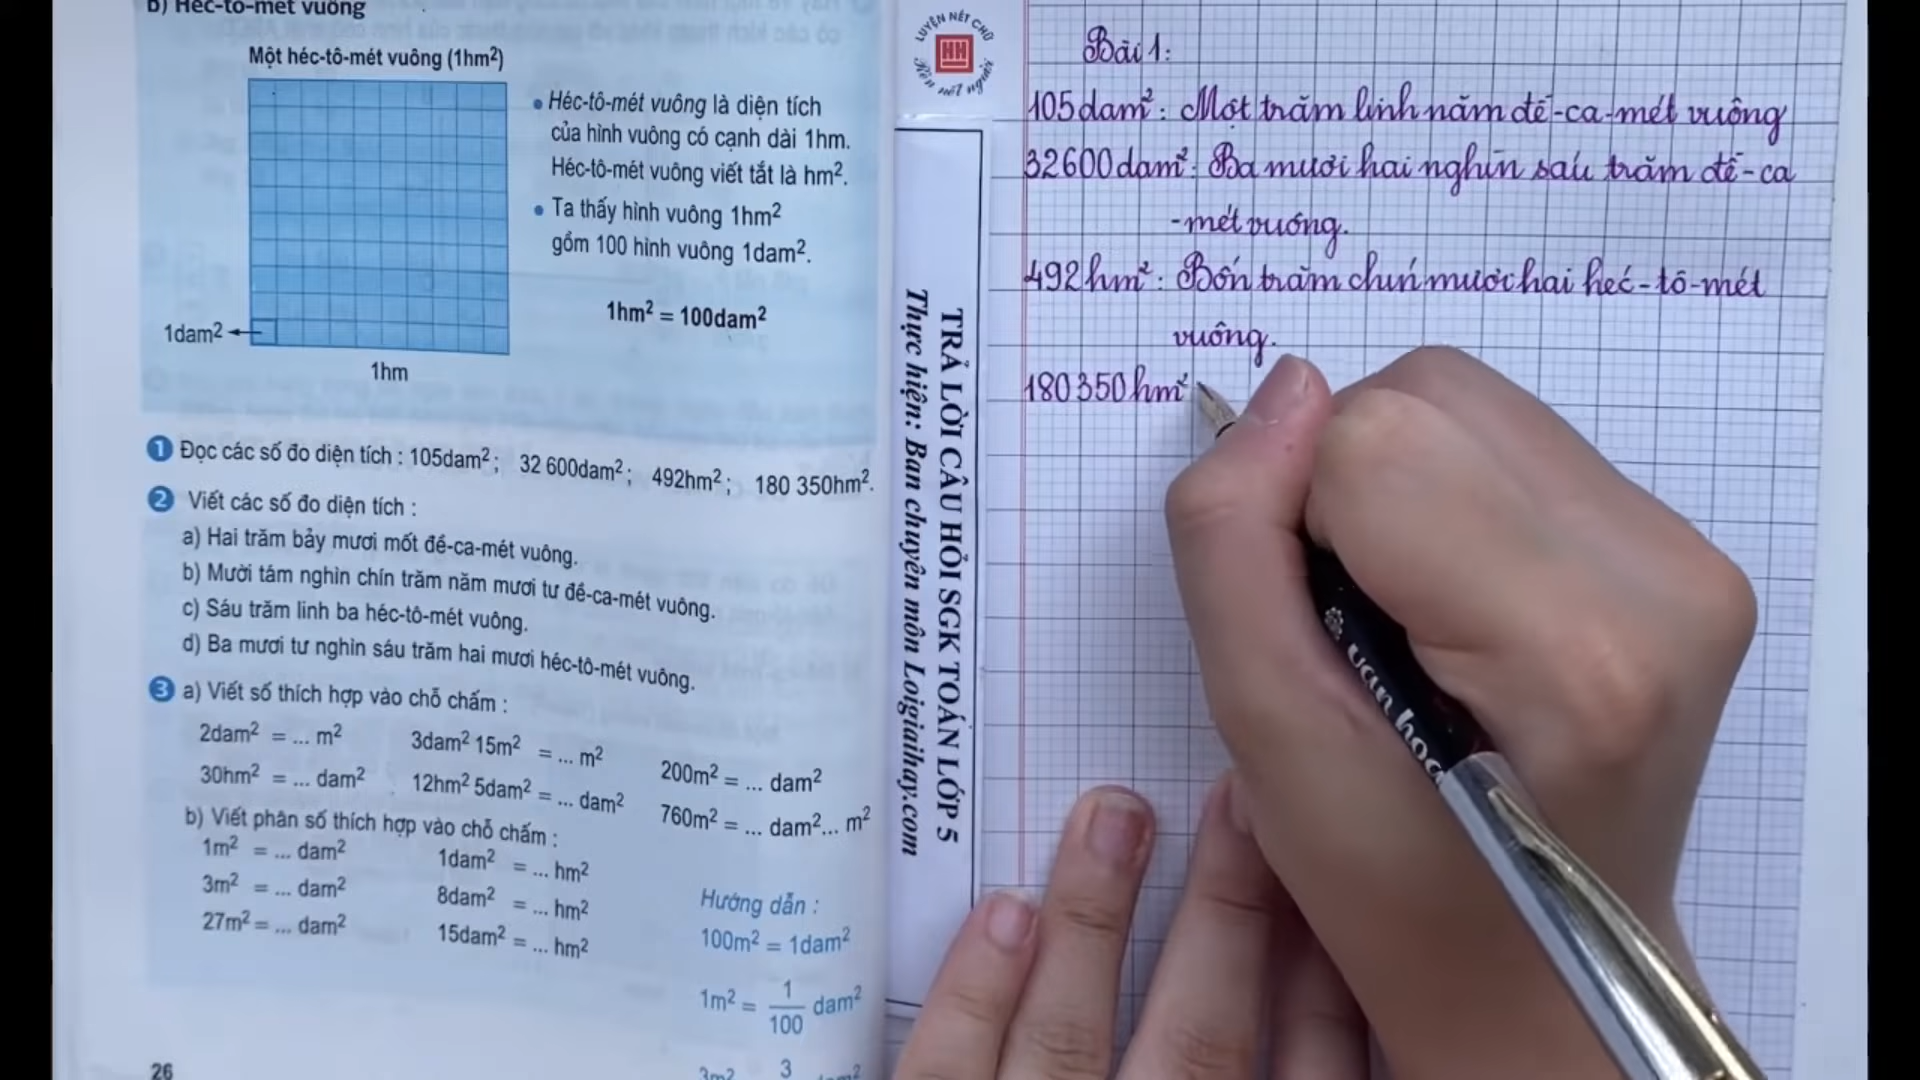 b) Héc-tô-mét vuông
Một héc-tô-mét vuông (1hm²)
• Héc-tô-mét vuông là diện tích
của hình vuông có cạnh dài 1hm.
Héc-tô-mét vuông viết tắt là hm².
• Ta thấy hình vuông 1hm²
gồm 100 hình vuông 1dam².
1hm² = 100dam²
1dam²
1hm
1 Đọc các số đo diện tích : 105dam² ; 32 600dam² ; 492hm² ; 180 350hm².
2 Viết các số đo diện tích :
a) Hai trăm bảy mươi mốt đề-ca-mét vuông.
b) Mười tám nghìn chín trăm năm mươi tư đề-ca-mét vuông.
c) Sáu trăm linh ba héc-tô-mét vuông.
d) Ba mươi tư nghìn sáu trăm hai mươi héc-tô-mét vuông.
3 a) Viết số thích hợp vào chỗ chấm :
2dam² = ... m² 3dam² 15m² = ... m² 200m² = ... dam²
30hm² = ... dam² 12hm² 5dam² = ... dam² 760m² = ... dam²... m²
b) Viết phân số thích hợp vào chỗ chấm :
1m² = ... dam² 1dam² = ... hm²
3m² = ... dam² 8dam² = ... hm²
27m² = ... dam² 15dam² = ... hm²
Hướng dẫn :
100m² = 1dam²
1m² = 1/100 dam²
3m² 3
26
LUYỆN NÉT CHỮ
HN
Rèn nết người
TRẢ LỜI CÂU HỎI SGK TOÁN LỚP 5
Thực hiện: Ban chuyên môn Loigiaihay.com
Bài 1:
105dam² : Một trăm linh năm đề-ca-mét vuông
32600dam² : Ba mươi hai nghìn sáu trăm đề-ca
-mét vuông.
492hm² : Bốn trăm chín mươi hai héc-tô-mét
vuông.
180350hm²